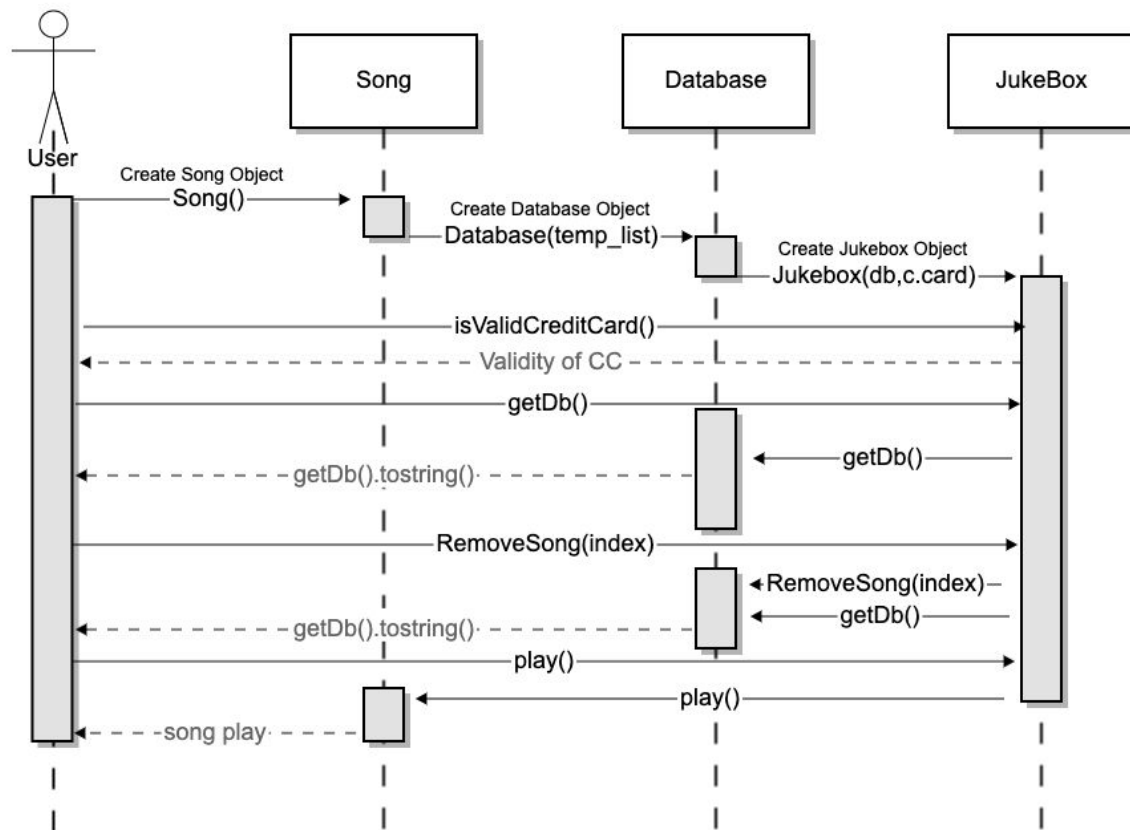 Song
Database
JukeBox
User
Create Song Object
Song()
Create Database Object
Database(temp_list)
Create Jukebox Object
Jukebox(db,c.card)
isValidCreditCard()
Validity of CC
getDb()
getDb()
getDb().tostring()
RemoveSong(index)
RemoveSong(index)
getDb()
getDb().tostring()
play()
play()
song play